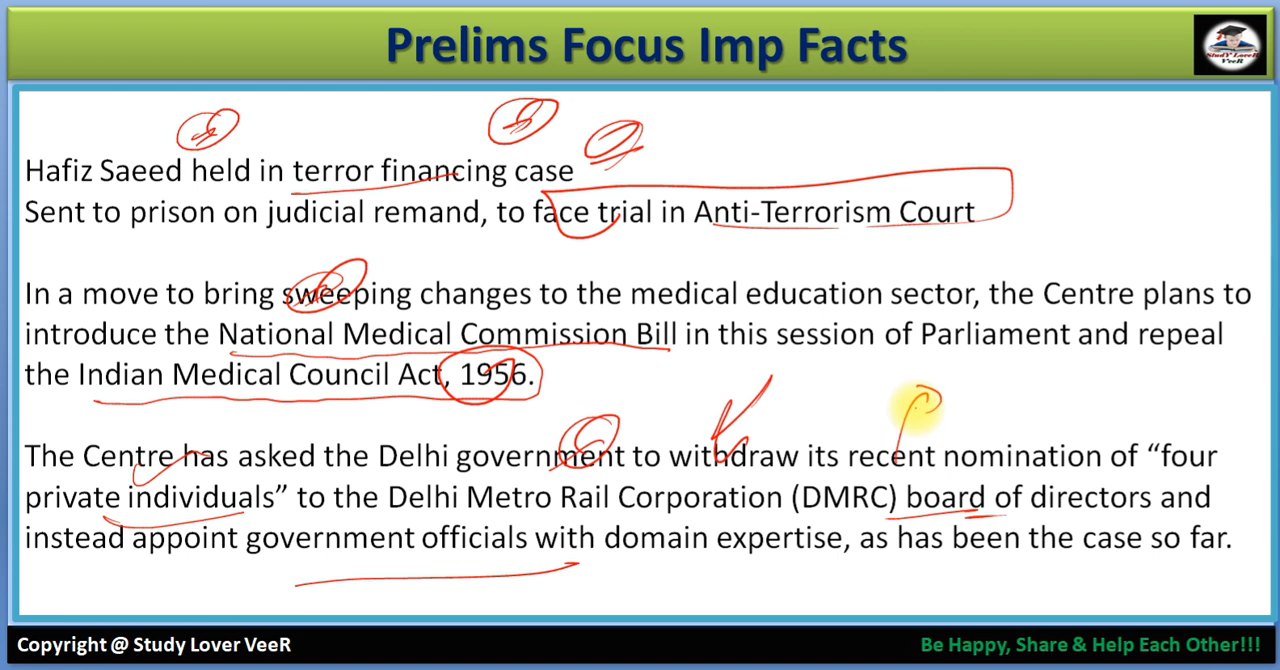 Prelims Focus Imp Facts
StudY LoveR
VeeR
Hafiz Saeed held in terror financing case
Sent to prison on judicial remand, to face trial in Anti-Terrorism Court
In a move to bring sweeping changes to the medical education sector, the Centre plans to
introduce the National Medical Commission Bill in this session of Parliament and repeal
the Indian Medical Council Act, 1956.
The Centre has asked the Delhi government to withdraw its recent nomination of “four
private individuals” to the Delhi Metro Rail Corporation (DMRC) board of directors and
instead appoint government officials with domain expertise, as has been the case so far.
Copyright @ Study Lover VeeR
Be Happy, Share & Help Each Other!!!